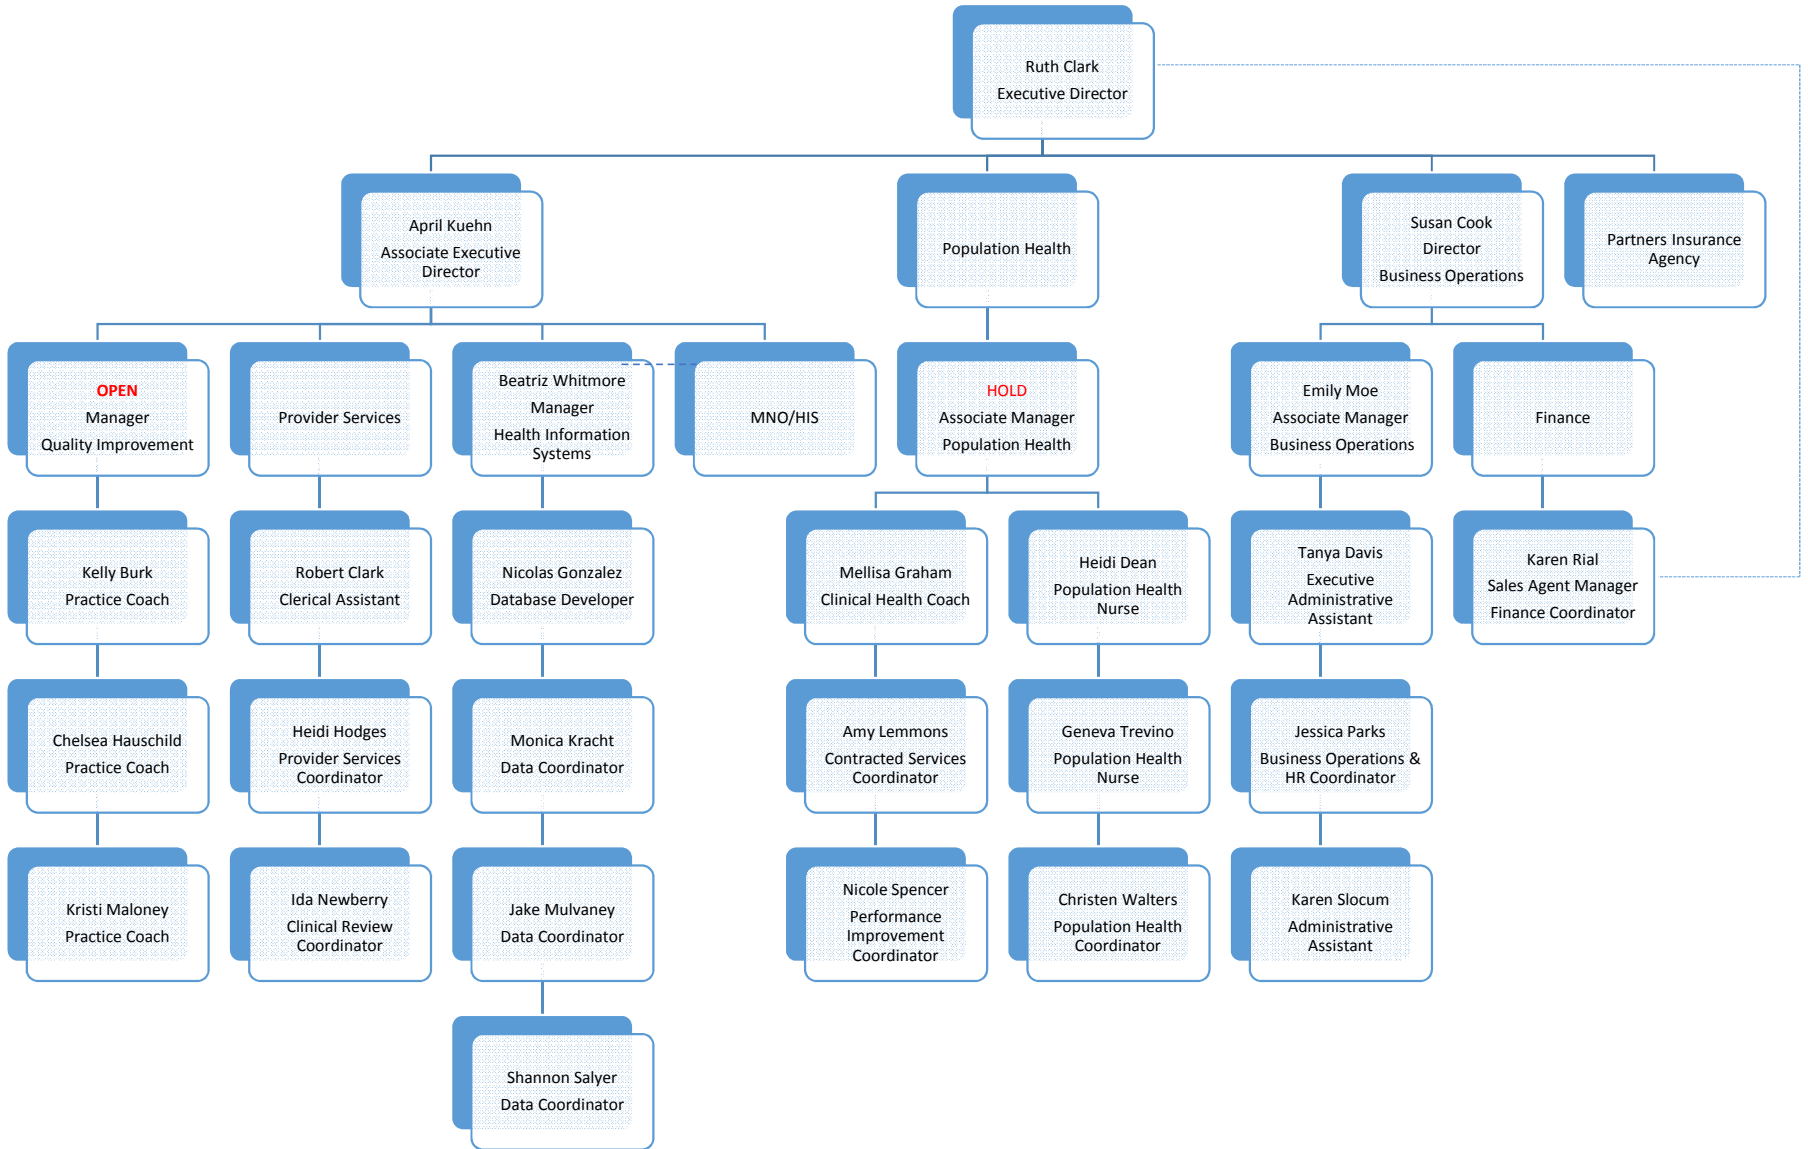 Ruth Clark
Executive Director
April Kuehn
Associate Executive
Director
Population Health
Susan Cook
Director
Business Operations
Partners Insurance
Agency
OPEN
Manager
Quality Improvement
Provider Services
Beatriz Whitmore
Manager
Health Information
Systems
MNO/HIS
HOLD
Associate Manager
Population Health
Emily Moe
Associate Manager
Business Operations
Finance
Kelly Burk
Practice Coach
Robert Clark
Clerical Assistant
Nicolas Gonzalez
Database Developer
Mellisa Graham
Clinical Health Coach
Heidi Dean
Population Health
Nurse
Tanya Davis
Executive
Administrative
Assistant
Karen Rial
Sales Agent Manager
Finance Coordinator
Chelsea Hauschild
Practice Coach
Heidi Hodges
Provider Services
Coordinator
Monica Kracht
Data Coordinator
Amy Lemmons
Contracted Services
Coordinator
Geneva Trevino
Population Health
Nurse
Jessica Parks
Business Operations &
HR Coordinator
Kristi Maloney
Practice Coach
Ida Newberry
Clinical Review
Coordinator
Jake Mulvaney
Data Coordinator
Nicole Spencer
Performance
Improvement
Coordinator
Christen Walters
Population Health
Coordinator
Karen Slocum
Administrative
Assistant
Shannon Salyer
Data Coordinator